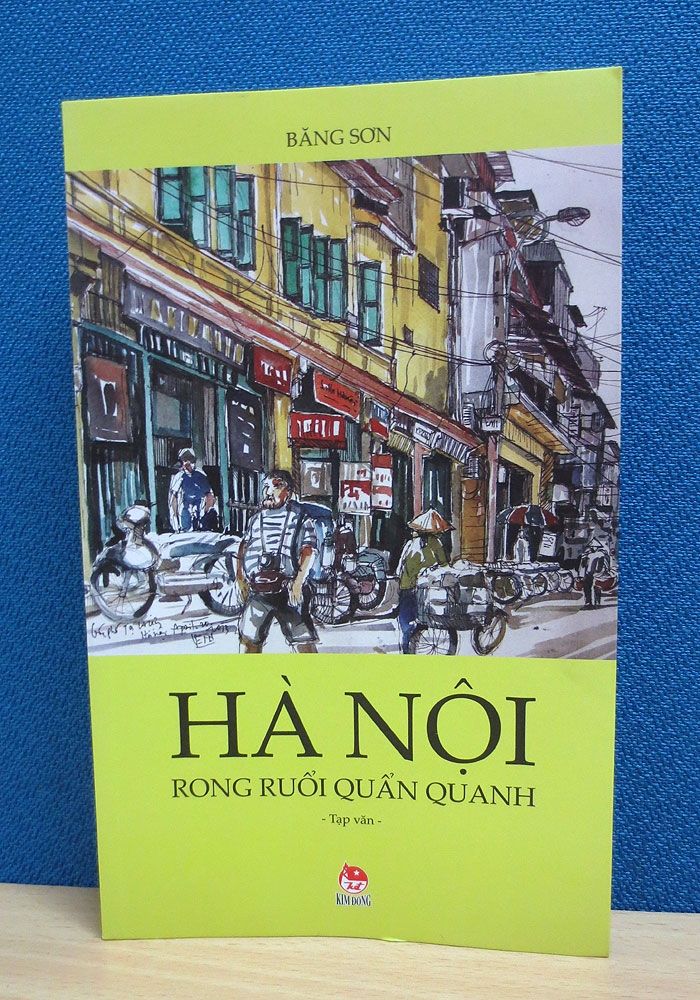 BĂNG SƠN
HÀ NỘI
RONG RUỔI QUẨN QUANH
- Tạp văn -
KIM ĐỒNG